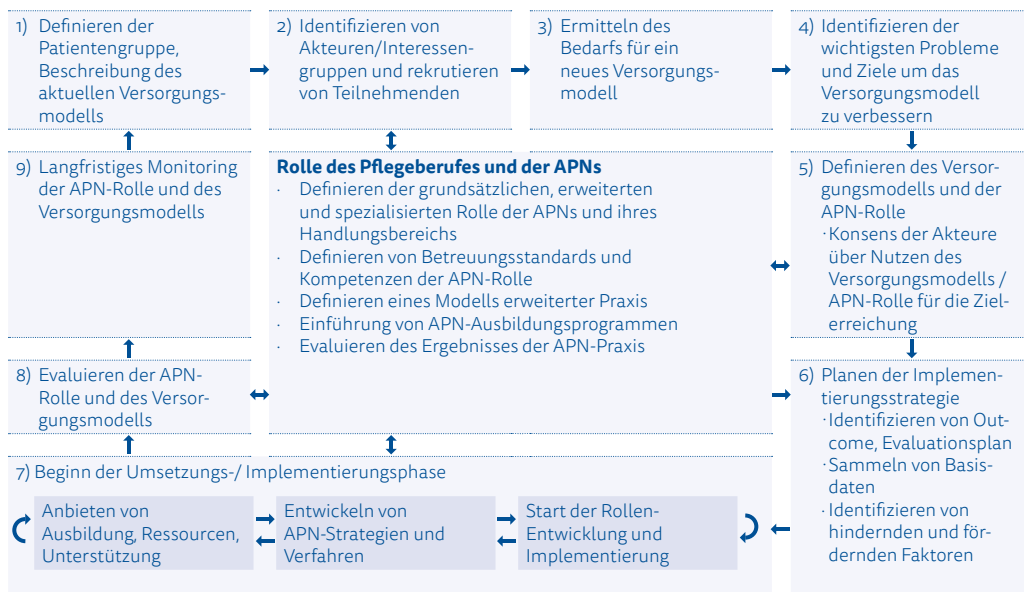 1) Definieren der
Patientengruppe,
Beschreibung des
aktuellen Versorgungs-
modells
2) Identifizieren von
Akteuren/Interessen-
gruppen und rekrutieren
von Teilnehmenden
3) Ermitteln des
Bedarfs für ein
neues Versorgungs-
modell
4) Identifizieren der
wichtigsten Probleme
und Ziele um das
Versorgungsmodell
zu verbessern
9) Langfristiges Monitoring
der APN-Rolle und des
Versorgungsmodells
Rolle des Pflegeberufes und der APNs
· Definieren der grundsätzlichen, erweiterten
und spezialisierten Rolle der APNs und ihres
Handlungsbereichs
· Definieren von Betreuungsstandards und
Kompetenzen der APN-Rolle
· Definieren eines Modells erweiterter Praxis
· Einführung von APN-Ausbildungsprogrammen
· Evaluieren des Ergebnisses der APN-Praxis
5) Definieren des Versor-
gungsmodells und der
APN-Rolle
· Konsens der Akteure
über Nutzen des
Versorgungsmodells /
APN-Rolle für die Ziel-
erreichung
8) Evaluieren der APN-
Rolle und des Versor-
gungsmodells
6) Planen der Implemen-
tierungsstrategie
· Identifizieren von Out-
come, Evaluationsplan
· Sammeln von Basis-
daten
· Identifizieren von
hindernden und för-
dernden Faktoren
7) Beginn der Umsetzungs-/ Implementierungsphase
Anbieten von
Ausbildung, Ressourcen,
Unterstützung
Entwickeln von
APN-Strategien und
Verfahren
Start der Rollen-
Entwicklung und
Implementierung